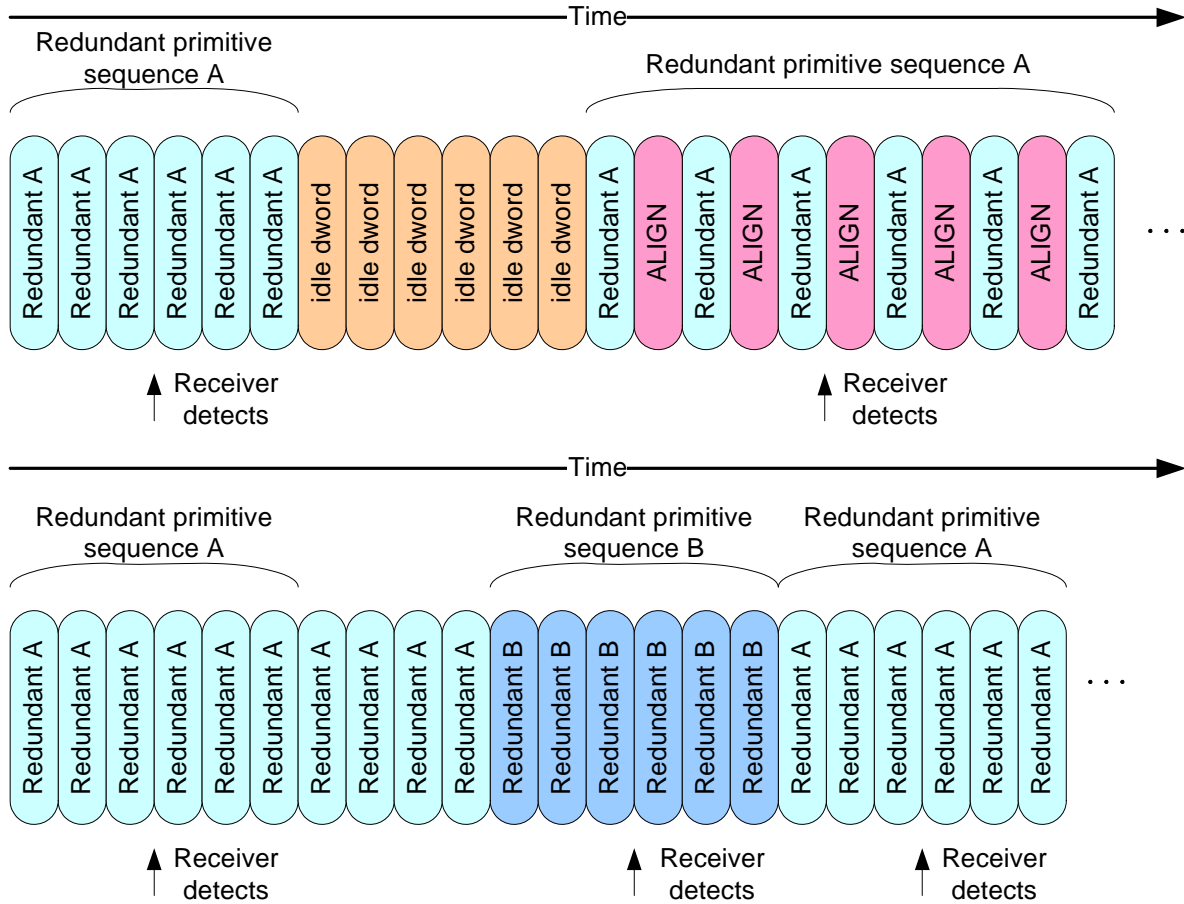 Time
Redundant primitive
sequence A
Redundant primitive sequence A
Redundant A
Redundant A
Redundant A
Redundant A
Redundant A
Redundant A
idle dword
idle dword
idle dword
idle dword
idle dword
idle dword
Redundant A
ALIGN
Redundant A
ALIGN
Redundant A
ALIGN
Redundant A
ALIGN
Redundant A
ALIGN
Redundant A
. . .
Receiver
detects
Receiver
detects
Time
Redundant primitive
sequence A
Redundant primitive
sequence B
Redundant primitive
sequence A
Redundant A
Redundant A
Redundant A
Redundant A
Redundant A
Redundant A
Redundant A
Redundant A
Redundant A
Redundant A
Redundant B
Redundant B
Redundant B
Redundant B
Redundant B
Redundant B
Redundant A
Redundant A
Redundant A
Redundant A
Redundant A
Redundant A
. . .
Receiver
detects
Receiver
detects
Receiver
detects